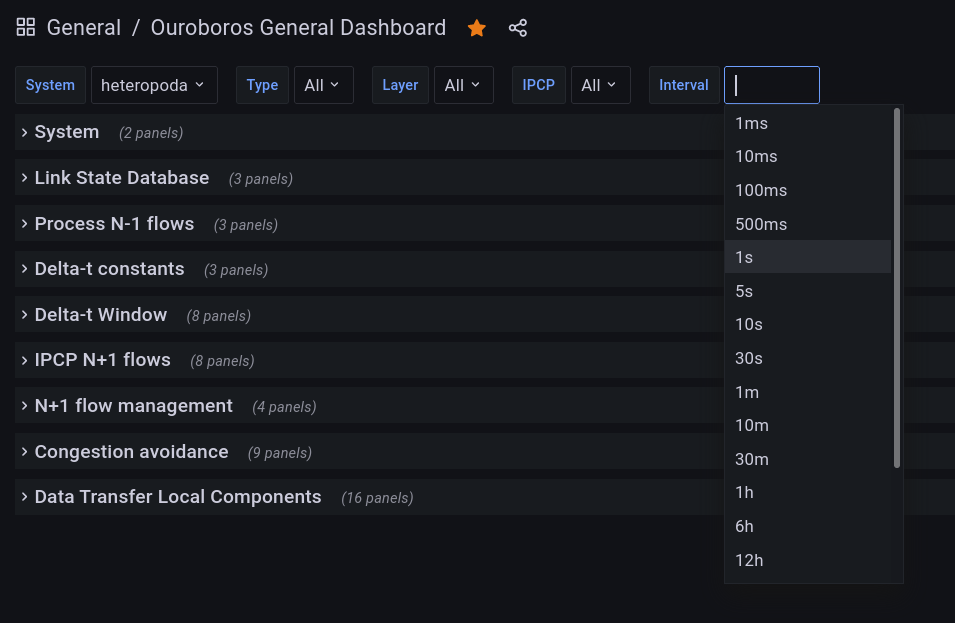 General / Ouroboros General Dashboard
System heteropoda Type All Layer All IPCP All Interval
System (2 panels)
Link State Database (3 panels)
Process N-1 flows (3 panels)
Delta-t constants (3 panels)
Delta-t Window (8 panels)
IPCP N+1 flows (8 panels)
N+1 flow management (4 panels)
Congestion avoidance (9 panels)
Data Transfer Local Components (16 panels)
1ms
10ms
100ms
500ms
1s
5s
10s
30s
1m
10m
30m
1h
6h
12h